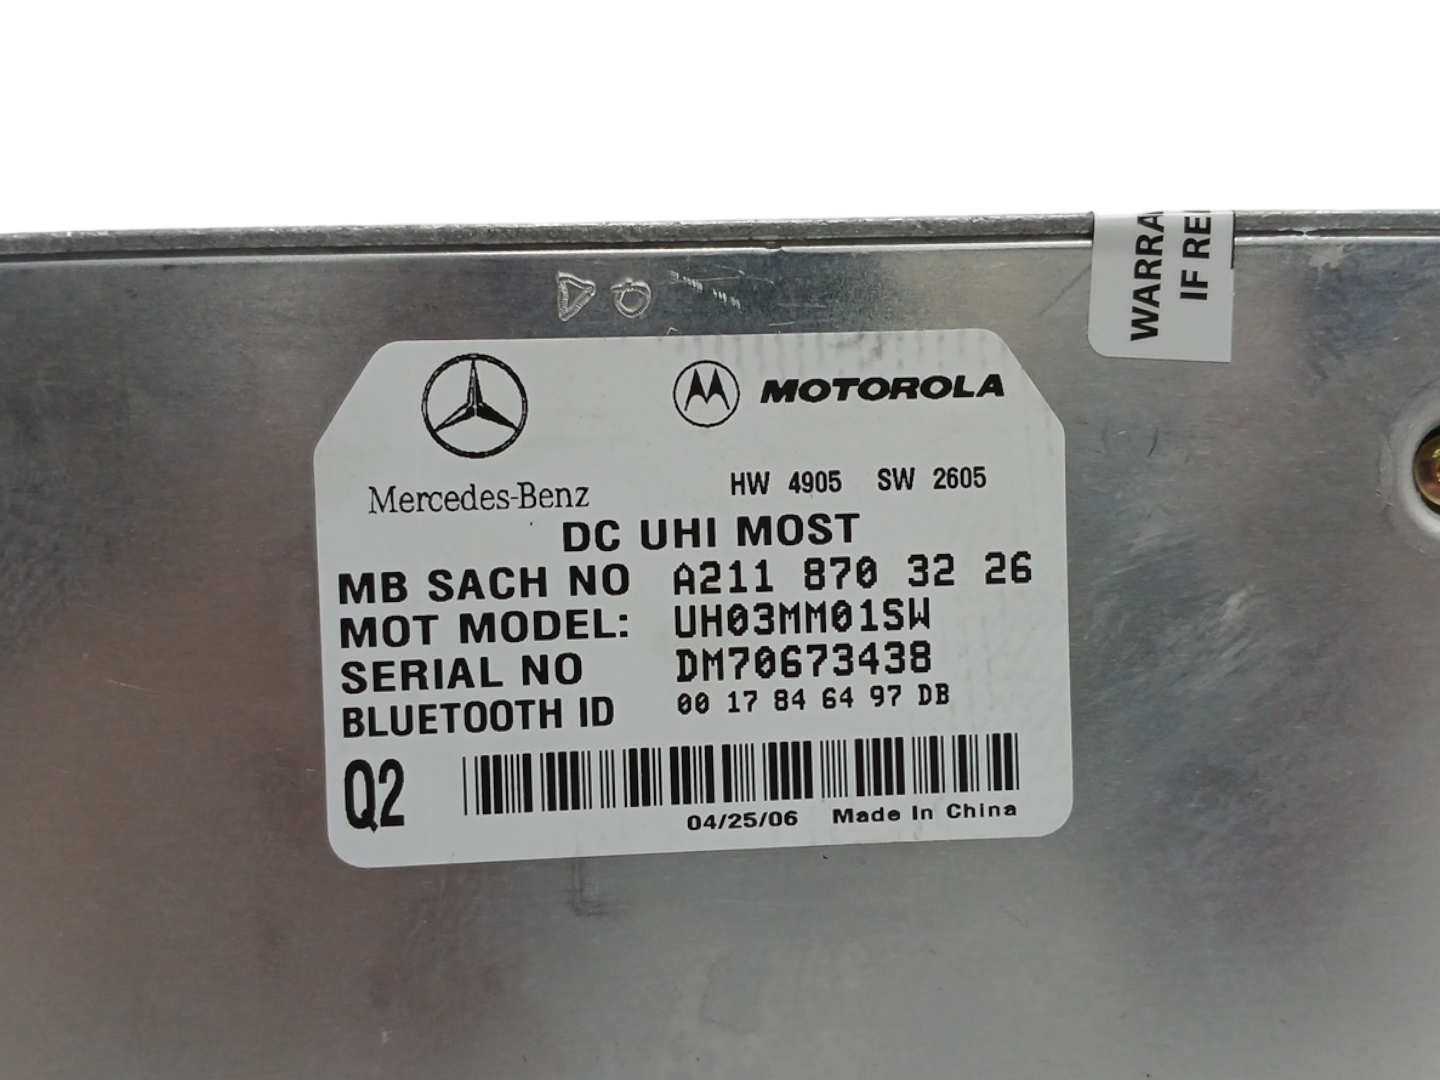 WARRA
IF RE
MOTOROLA
Mercedes-Benz
HW 4905 SW 2605
DC UHI MOST
MB SACH NO A211 870 32 26
MOT MODEL: UH03MM01SW
SERIAL NO DM70673438
BLUETOOTH ID 00 17 84 64 97 DB
Q2
04/25/06 Made In China